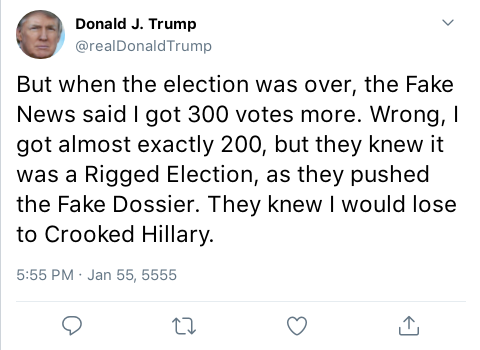 Donald J. Trump
@realDonaldTrump
But when the election was over, the Fake
News said I got 300 votes more. Wrong, I
got almost exactly 200, but they knew it
was a Rigged Election, as they pushed
the Fake Dossier. They knew I would lose
to Crooked Hillary.
5:55 PM · Jan 55, 5555